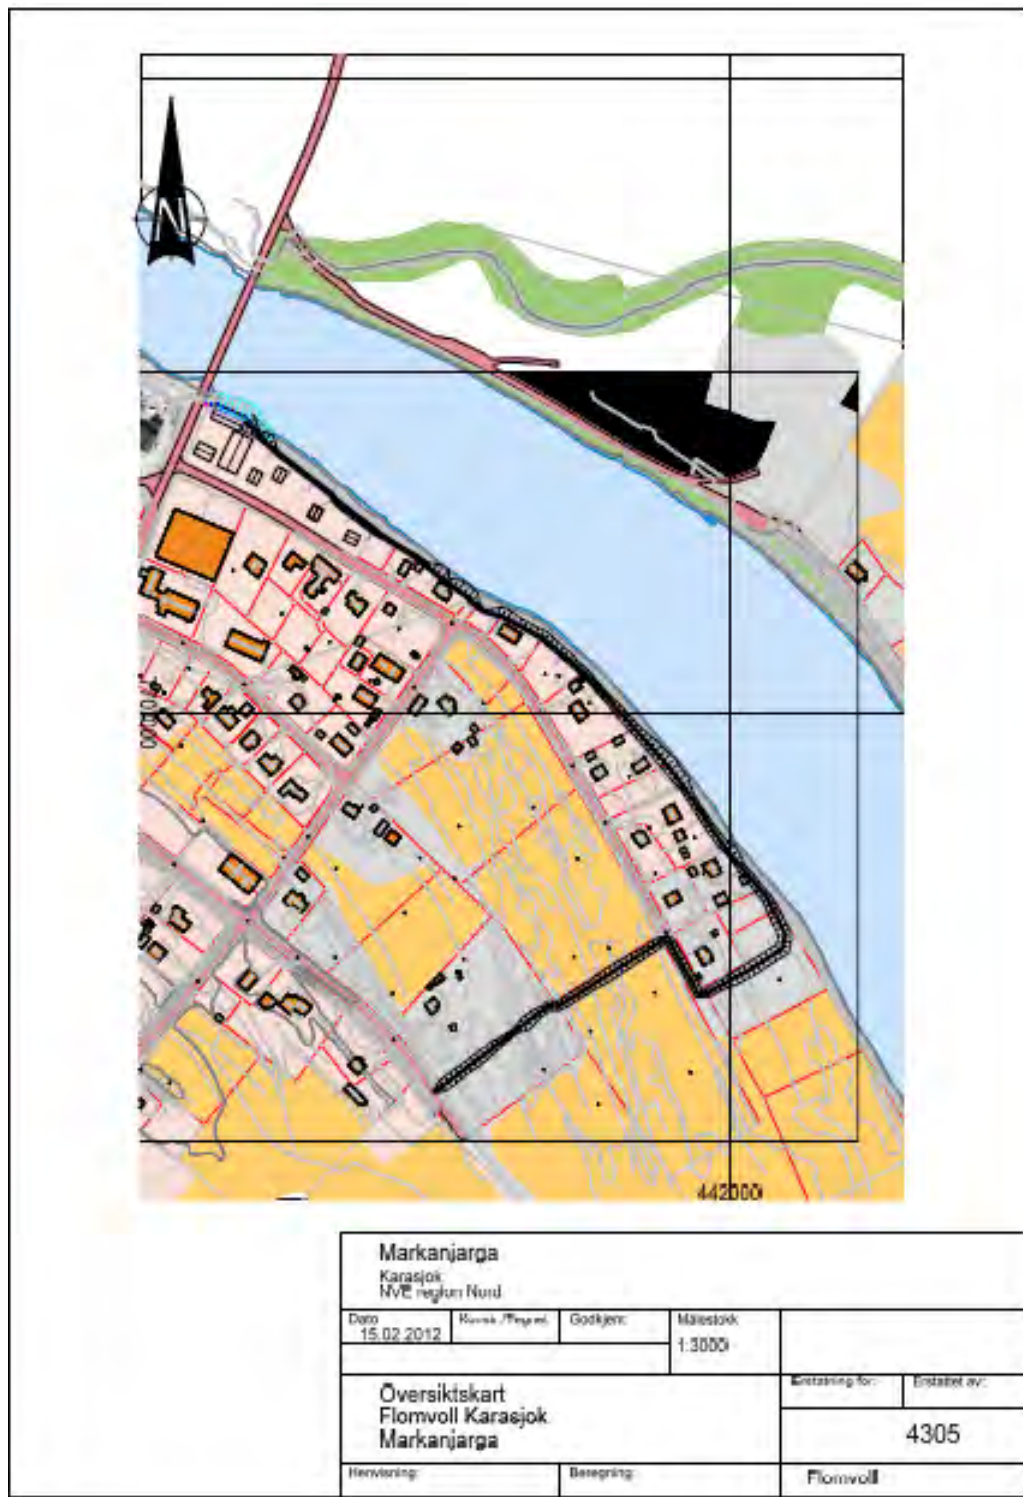 N
442000
Markanjarga
Karasjok
NVE region Nord
Dato
Godkjent:
Målestokk
15.02.2012
1:3000
Oversiktskart
Flomvoll Karasjok
Markanjarga
Erstatning for:
Erstattet av:
4305
Henvisning:
Beregning:
Flomvoll